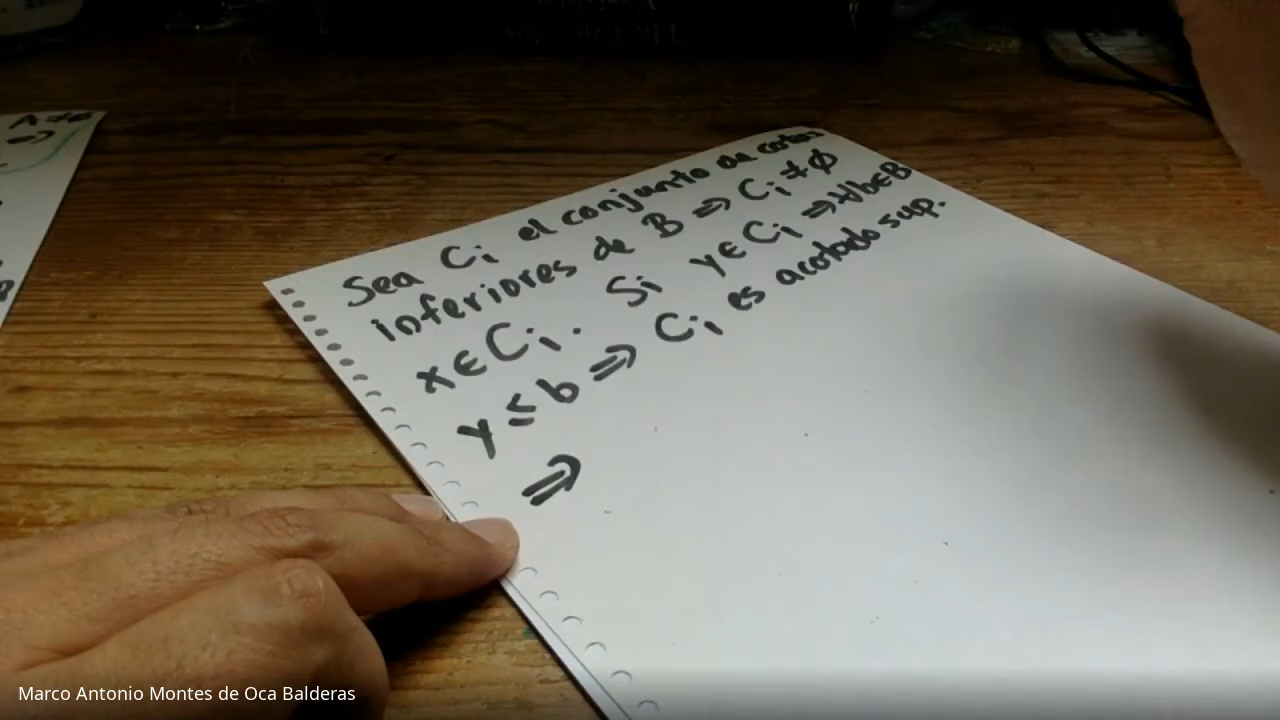 A ≠ ∅
⇒
Sea Ci el conjunto de cotas
inferiores de B ⇒ Ci ≠ ∅
x ∈ Ci. Si y ∈ Ci ⇒ ∀b∈B
y ≤ b ⇒ Ci es acotado sup.
⇒
Marco Antonio Montes de Oca Balderas